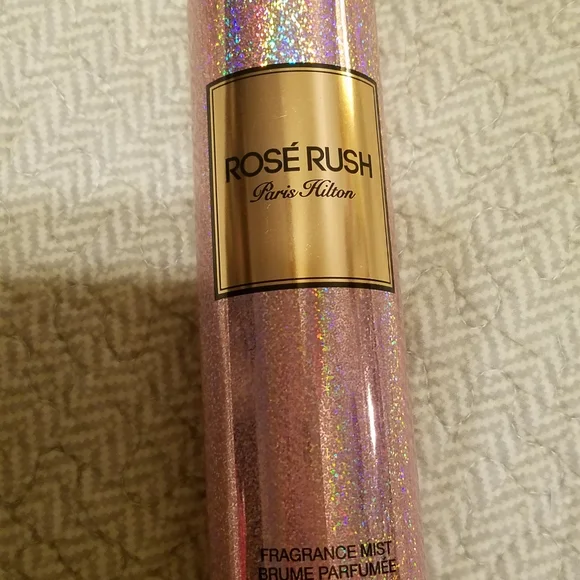 ROSÉ RUSH
Paris Hilton
FRAGRANCE MIST
BRUME PARFUMÉE